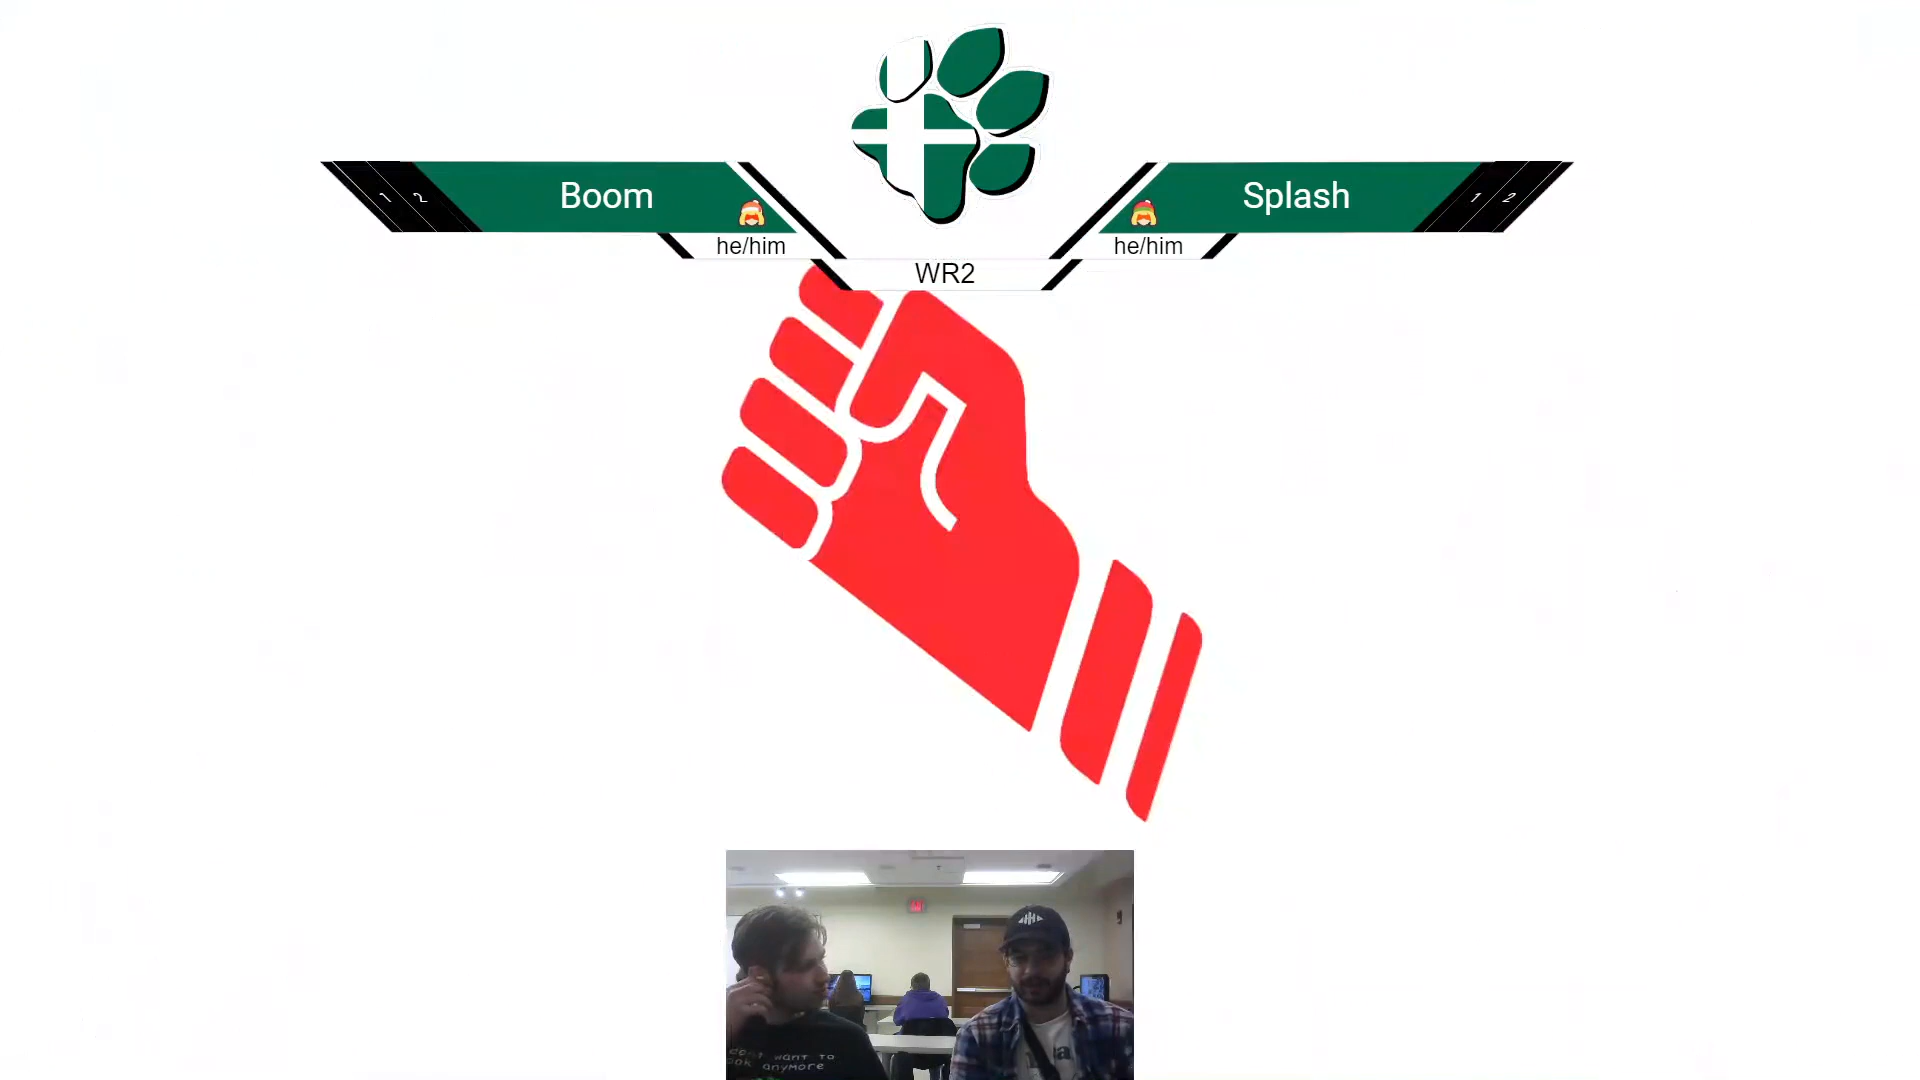 1 2
Boom
Splash
1 2
he/him
he/him
WR2
want to
anymore